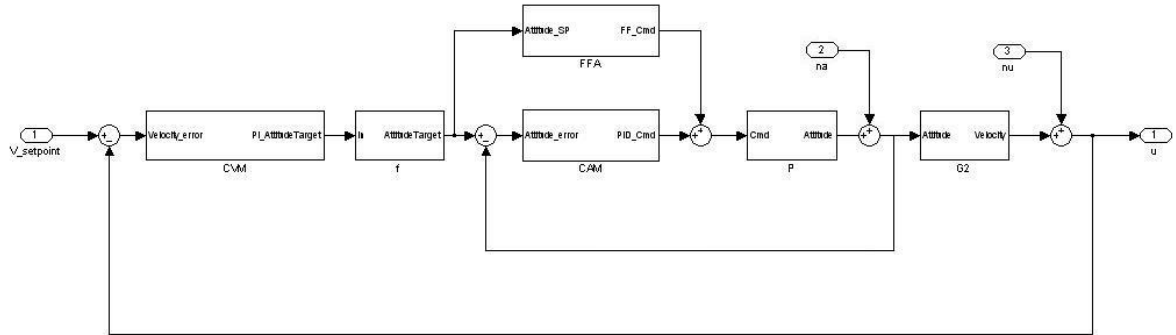 Attitude_SP FF_Cmd
FFA
2
na
3
nu
1
V_setpoint
+
−
Velocity_error PI_AttitudeTarget
CVM
In AttitudeTarget
f
+
−
Attitude_error PID_Cmd
CAM
+
+
Cmd Attitude
P
+
+
Attitude Velocity
G2
+
+
1
u